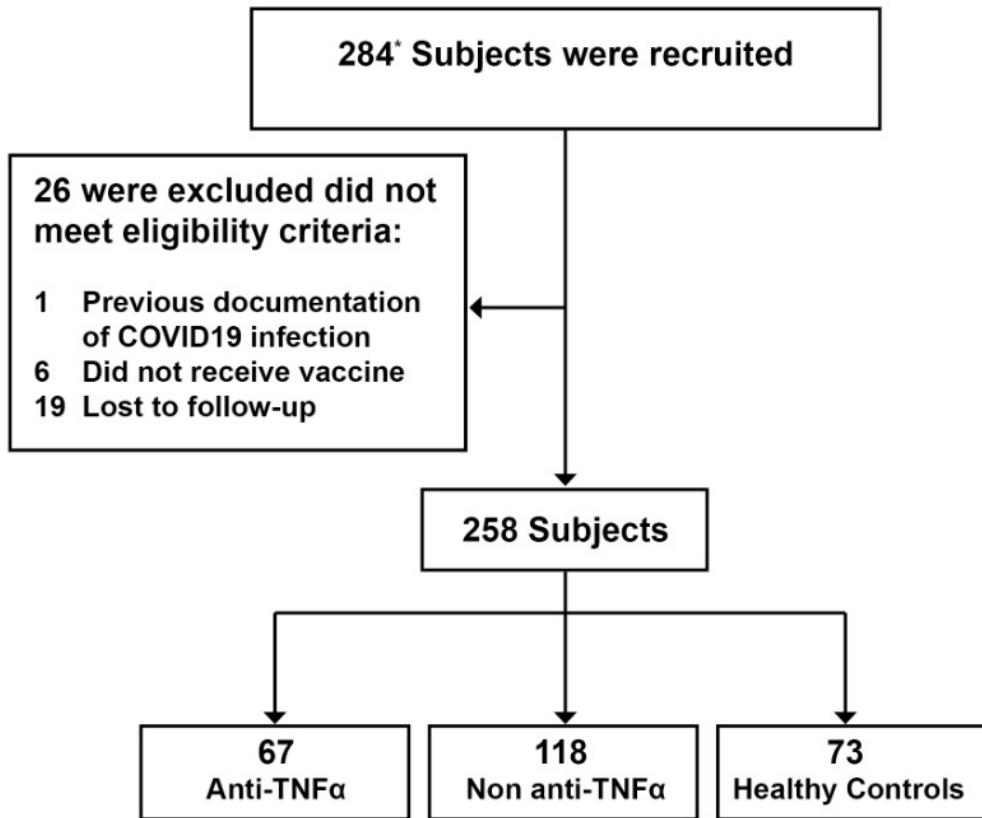 284* Subjects were recruited
26 were excluded did not
meet eligibility criteria:
1 Previous documentation
of COVID19 infection
6 Did not receive vaccine
19 Lost to follow-up
258 Subjects
67
Anti-TNFα
118
Non anti-TNFα
73
Healthy Controls